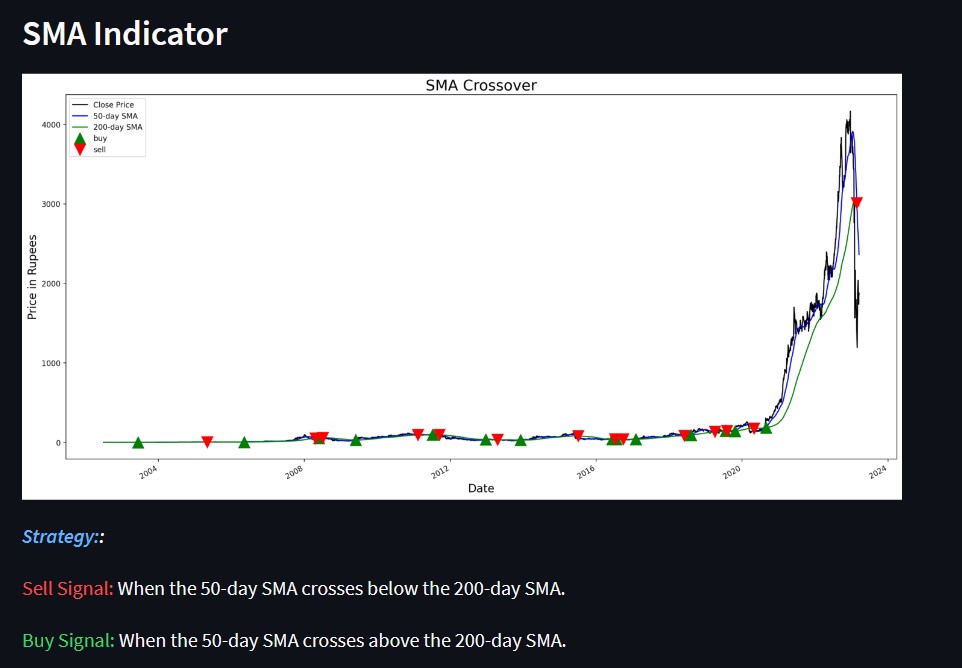 SMA Indicator
SMA Crossover
Close Price
50-day SMA
200-day SMA
buy
sell
4000
3000
2000
1000
0
Price in Rupees
2004
2008
2012
2016
2020
2024
Date
Strategy::
Sell Signal: When the 50-day SMA crosses below the 200-day SMA.
Buy Signal: When the 50-day SMA crosses above the 200-day SMA.